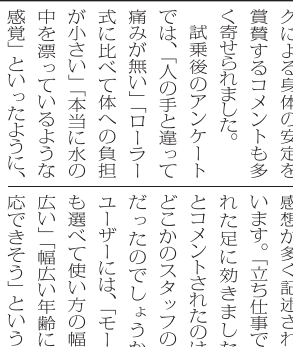 クによる身体の安定を
賞賛するコメントも多
く寄せられました。
試乗後のアンケート
では、「人の手と違って
痛みが無い」「ローラー
式に比べて体への負担
が小さい」「本当に水の
中を漂っているような
感覚」といったように、
感想が多く記述され
います。「立ち仕事で
れた足に効きました
とコメントされたのは
どこかのスタッフの
だったのでしょうか
ユーザーには、「モー
も選べて使い方の幅
広い」「幅広い年齢に
応できそう」という